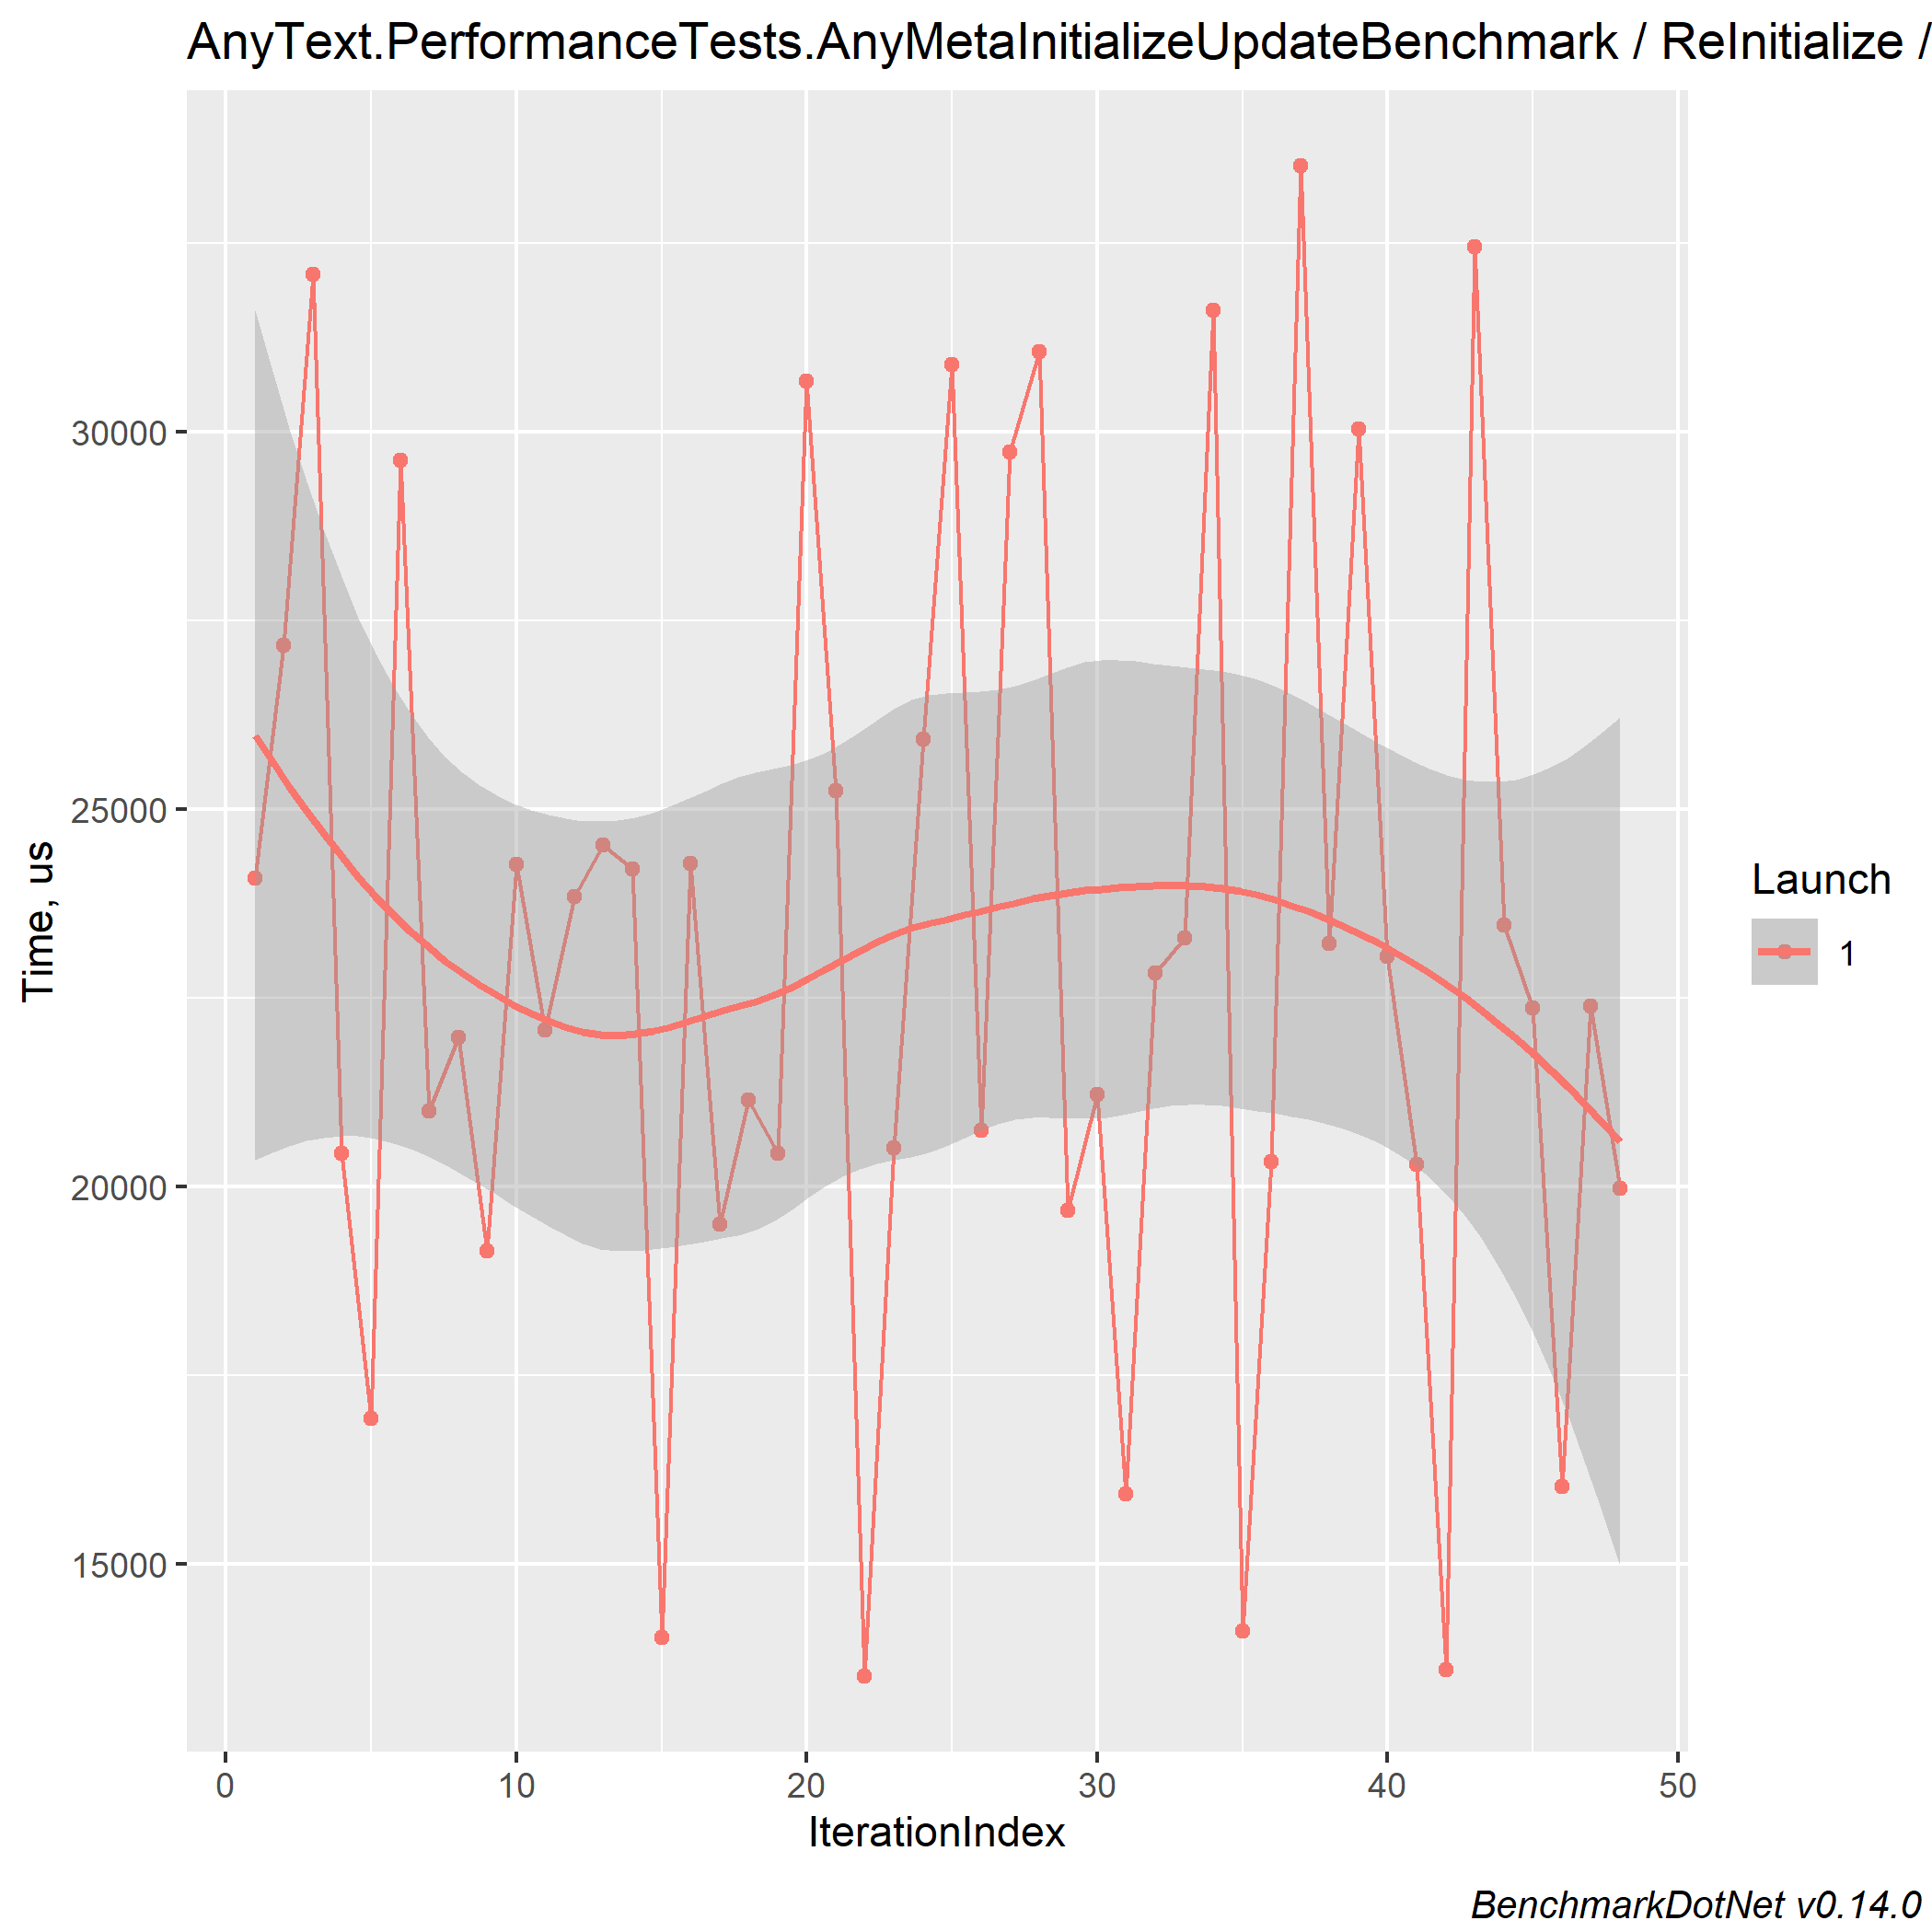 AnyText.PerformanceTests.AnyMetaInitializeUpdateBenchmark / ReInitialize /
30000
25000
20000
15000
Time, us
0 10 20 30 40 50
IterationIndex
Launch
1
BenchmarkDotNet v0.14.0